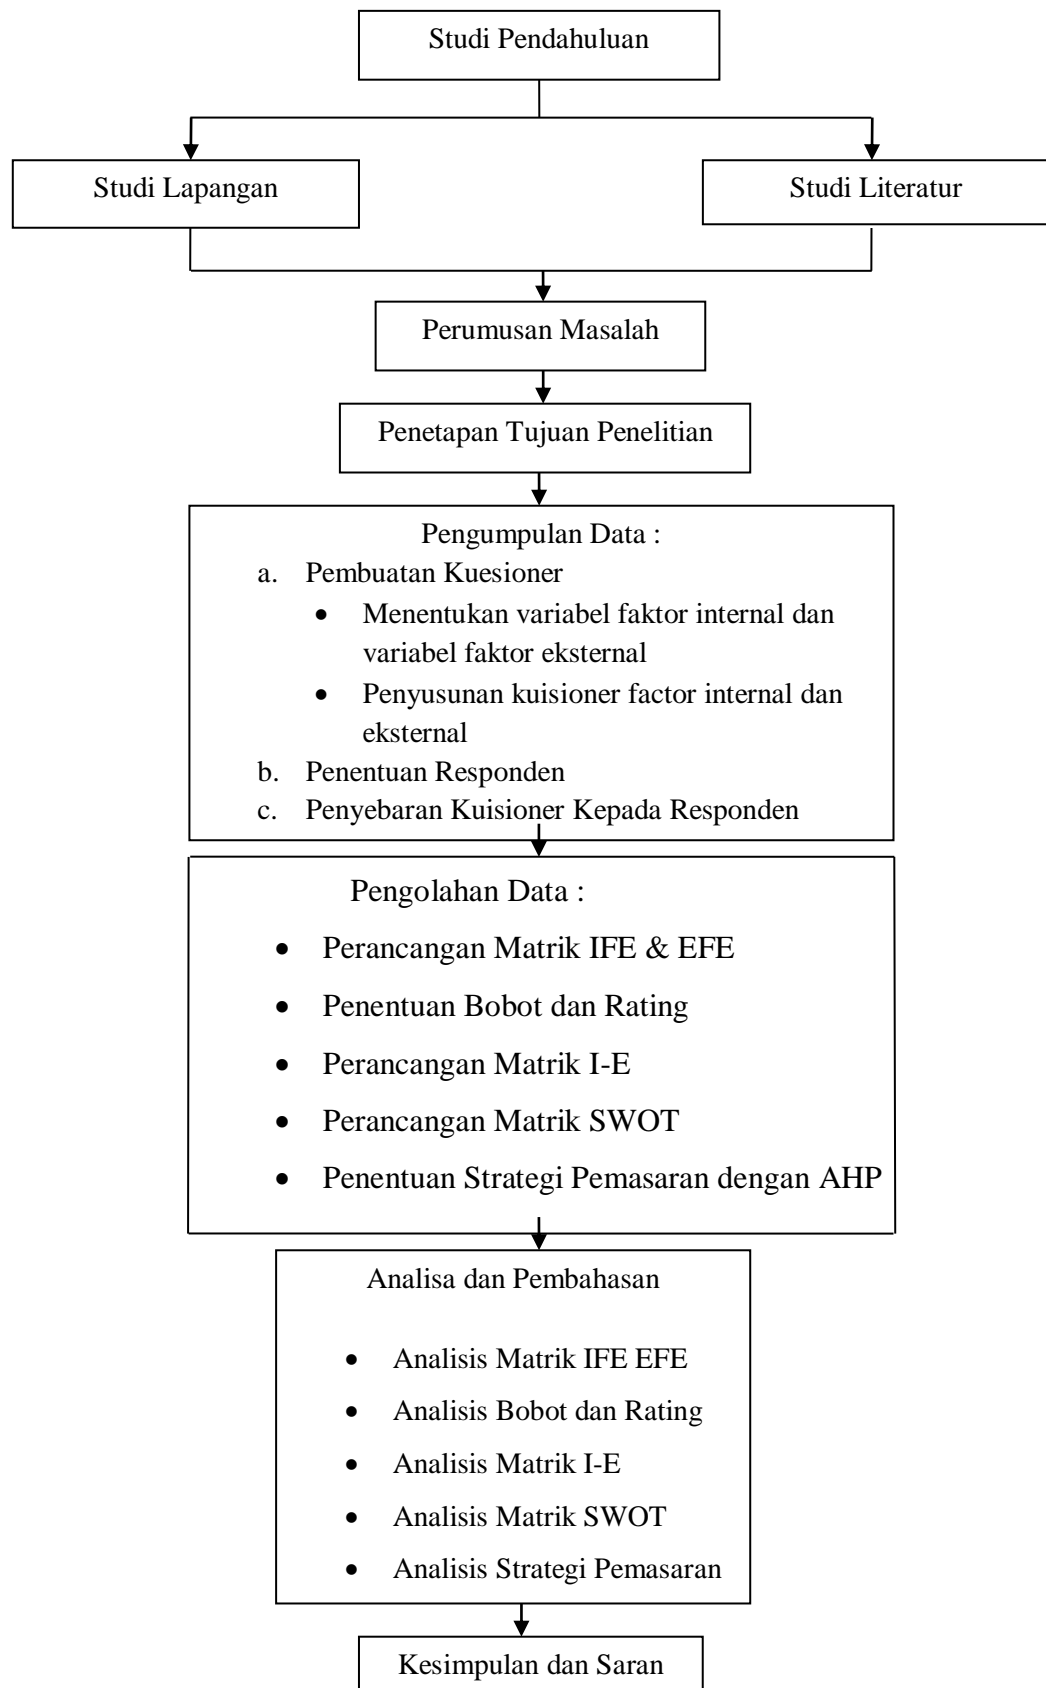 Studi Pendahuluan
Studi Lapangan
Studi Literatur
Perumusan Masalah
Penetapan Tujuan Penelitian
Pengumpulan Data :
a. Pembuatan Kuesioner
• Menentukan variabel faktor internal dan
variabel faktor eksternal
• Penyusunan kuisioner factor internal dan
eksternal
b. Penentuan Responden
c. Penyebaran Kuisioner Kepada Responden
Pengolahan Data :
• Perancangan Matrik IFE & EFE
• Penentuan Bobot dan Rating
• Perancangan Matrik I-E
• Perancangan Matrik SWOT
• Penentuan Strategi Pemasaran dengan AHP
Analisa dan Pembahasan
• Analisis Matrik IFE EFE
• Analisis Bobot dan Rating
• Analisis Matrik I-E
• Analisis Matrik SWOT
• Analisis Strategi Pemasaran
Kesimpulan dan Saran